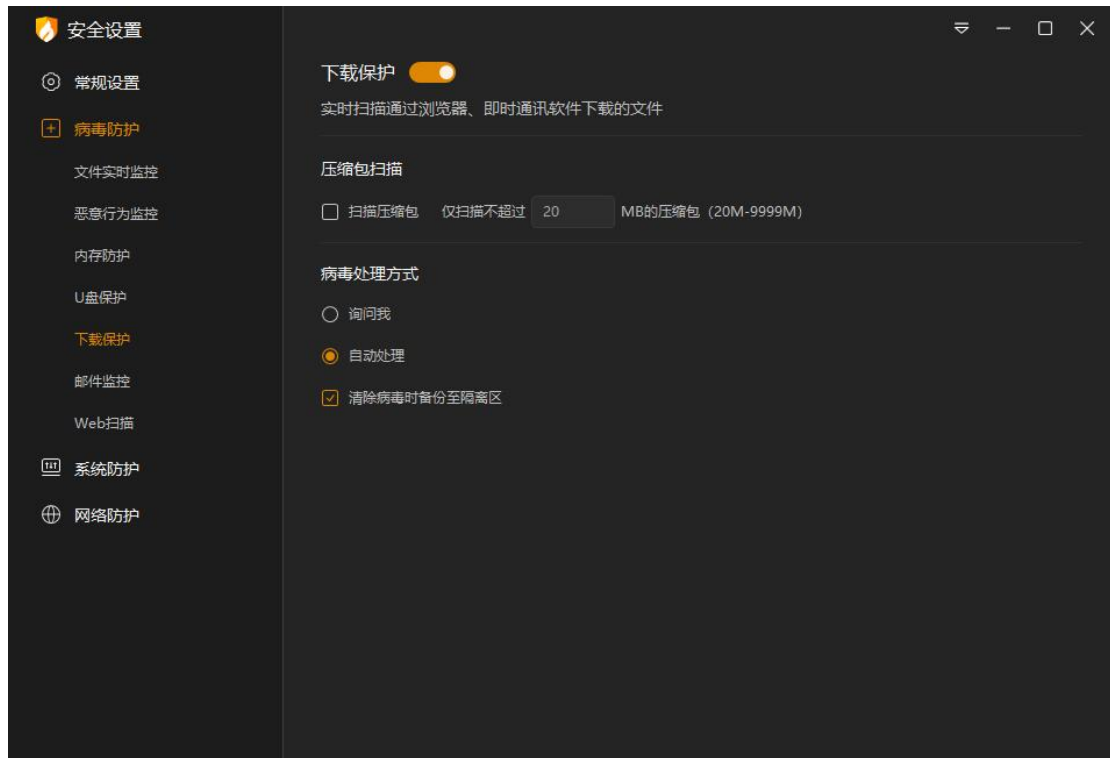 安全设置
常规设置
病毒防护
文件实时监控
恶意行为监控
内存防护
U盘保护
下载保护
邮件监控
Web扫描
系统防护
网络防护
下载保护
实时扫描通过浏览器、即时通讯软件下载的文件
压缩包扫描
扫描压缩包 仅扫描不超过 20 MB的压缩包 (20M-9999M)
病毒处理方式
询问我
自动处理
清除病毒时备份至隔离区